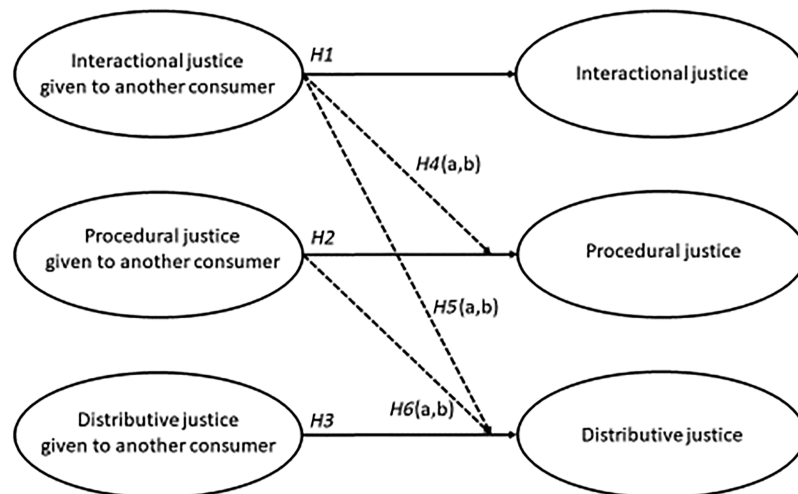 Interactional justice
given to another consumer
H1
Interactional justice
H4(a,b)
Procedural justice
given to another consumer
H2
Procedural justice
H5(a,b)
H6(a,b)
Distributive justice
given to another consumer
H3
Distributive justice